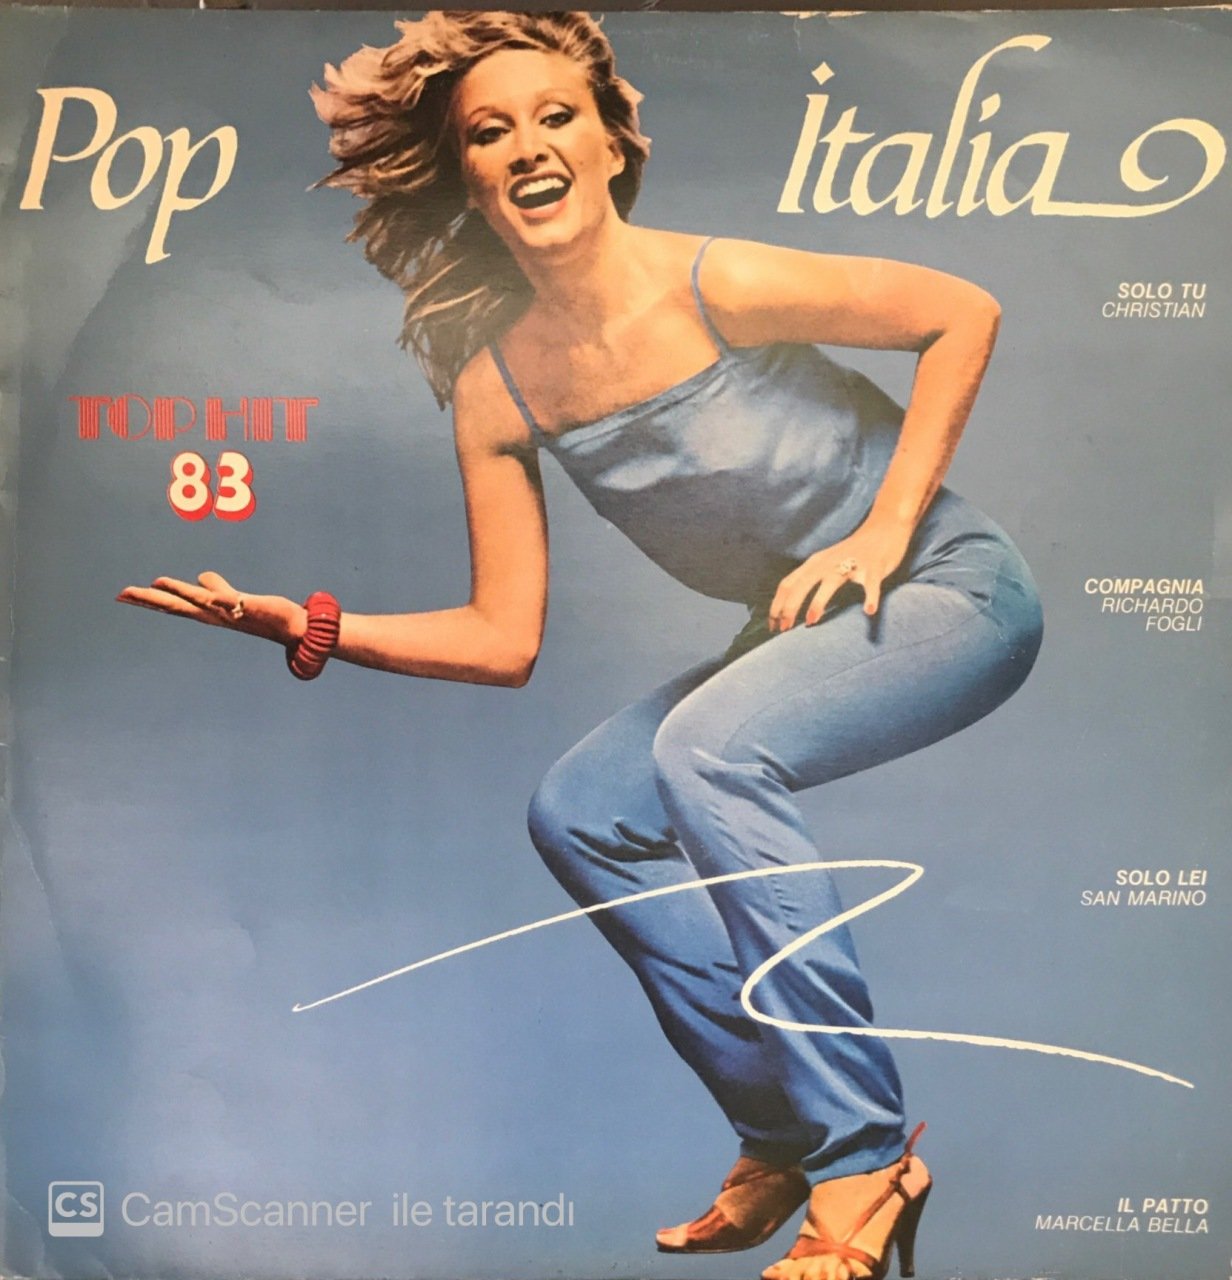 Pop italia
TOP HIT
83
SOLO TU
CHRISTIAN
COMPAGNIA
RICHARDO
FOGLI
SOLO LEI
SAN MARINO
IL PATTO
MARCELLA BELLA
CS CamScanner ile tarandı